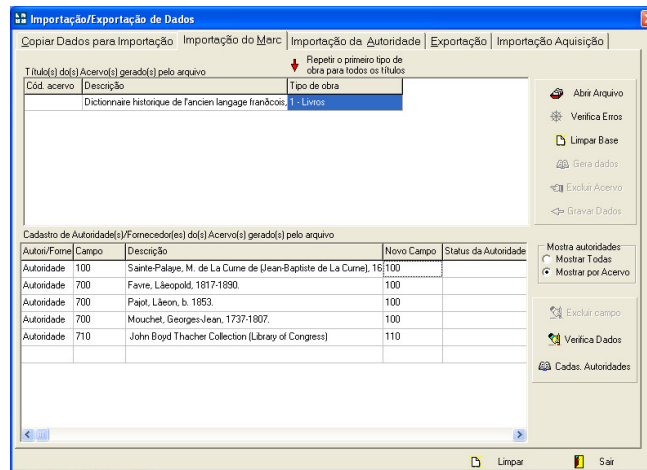 Importação/Exportação de Dados
Copiar Dados para Importação Importação do Marc Importação da Autoridade Exportação Importação Aquisição
Repetir o primeiro tipo de
obra para todos os títulos
Título(s) do(s) Acervo(s) gerado(s) pelo arquivo
Cód. acervo Descrição Tipo de obra
Dictionnaire historique de l'ancien langage franðcois, 1 - Livros
Abrir Arquivo
Verifica Erros
Limpar Base
Gera dados
Excluir Acervo
Gravar Dados
Cadastro de Autoridade(s)/Fornecedor(es) do(s) Acervo(s) gerado(s) pelo arquivo
Autori/Forne Campo Descrição Novo Campo Status da Autoridade
Autoridade 100 Sainte-Palaye, M. de La Curne de (Jean-Baptiste de La Curne), 16 100
Autoridade 700 Favre, Lâeopold, 1817-1890. 100
Autoridade 700 Pajot, Lâeon, b. 1853. 100
Autoridade 700 Mouchet, Georges-Jean, 1737-1807. 100
Autoridade 710 John Boyd Thacher Collection (Library of Congress) 110
Mostra autoridades
Mostrar Todas
Mostrar por Acervo
Excluir campo
Verifica Dados
Cadas. Autoridades
Limpar Sair